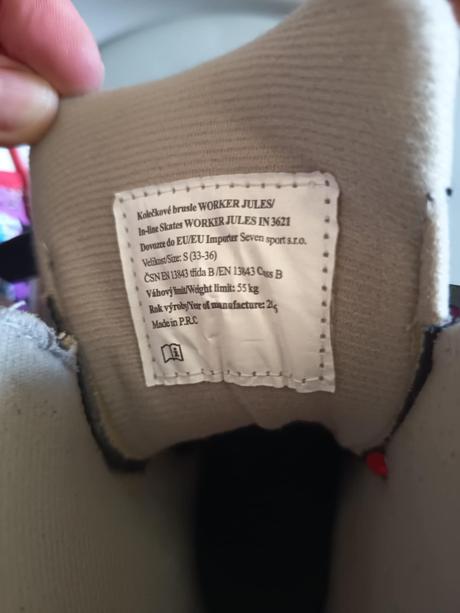 Kolečkové brusle WORKER JULES/
In-line Skates WORKER JULES IN 3621
Dovozce do EU/EU Importer Seven sport s.r.o.
Velikost/Size: S (33-36)
ČSN EN 13843 třída B /EN 13843 Class B
Váhový limit/Weight limit: 55 kg
Rok výroby/Year of manufacture:
Made in P.R.C